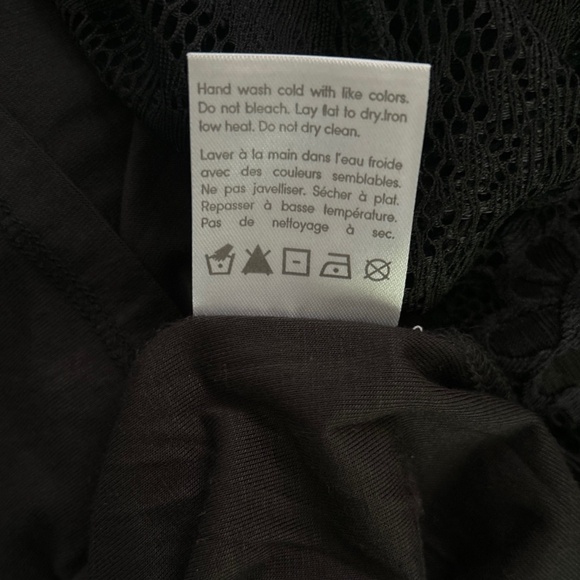 Hand wash cold with like colors.
Do not bleach. Lay flat to dry.Iron
low heat. Do not dry clean.
Laver à la main dans l'eau froide
avec des couleurs semblables.
Ne pas javelliser. Sécher à plat.
Repasser à basse température.
Pas de nettoyage à sec.